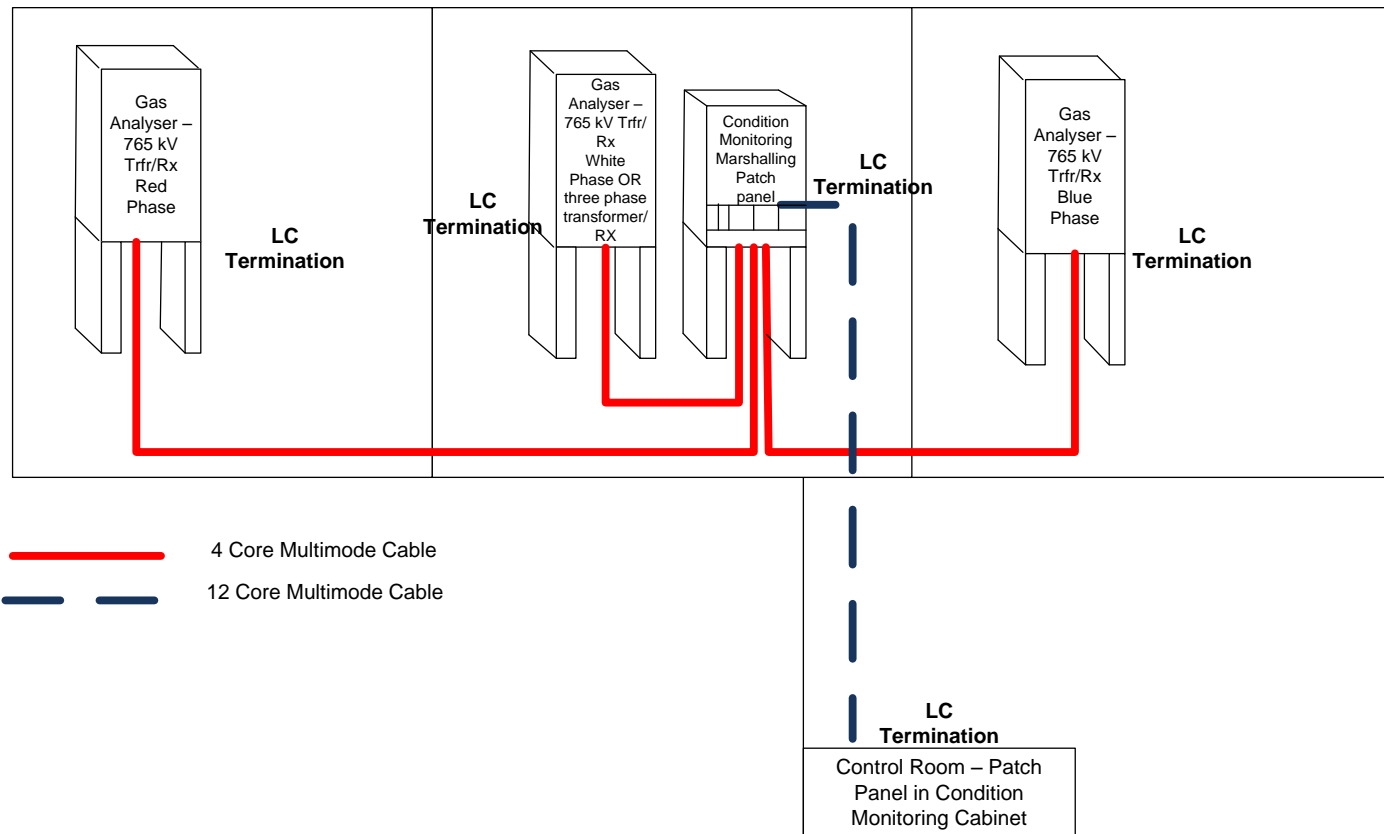 Gas
Analyser –
765 kV
Trfr/Rx
Red
Phase
LC
Termination
Gas
Analyser –
765 kV Trfr/
Rx
White
Phase OR
three phase
transformer/
RX
LC
Termination
Condition
Monitoring
Marshalling
Patch
panel
LC
Termination
Gas
Analyser –
765 kV
Trfr/Rx
Blue
Phase
LC
Termination
4 Core Multimode Cable
12 Core Multimode Cable
LC
Termination
Control Room – Patch
Panel in Condition
Monitoring Cabinet